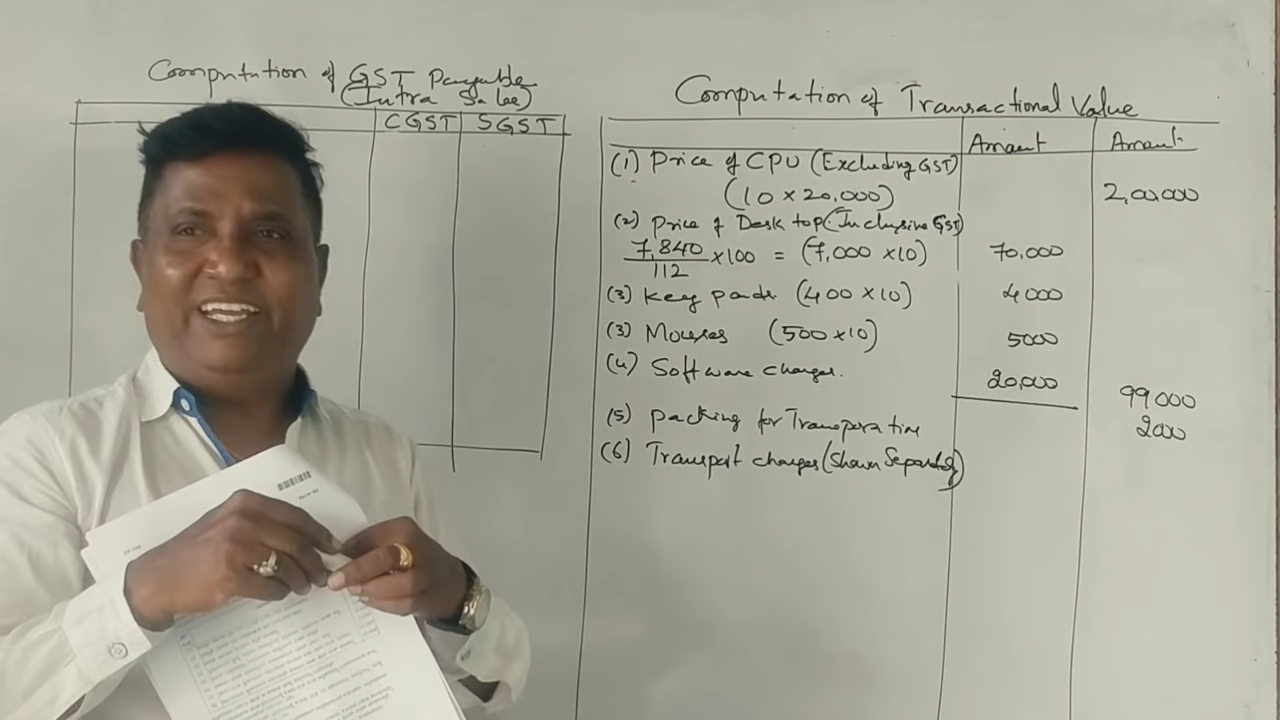 Computation of GST Payable
(Intra Sale)
CGST SGST
Computation of Transactional Value
Amount Amount
(1) Price of CPU (Excluding GST)
(10 × 20,000) 2,00,000
(2) Price of Desk top (Inclusive GST)
7,840/112 × 100 = (7,000 × 10) 70,000
(3) Key pads (400 × 10) 4000
(3) Mouses (500 × 10) 5000
(4) Software charges. 20,000
99000
(5) Packing for Transportation 2000
(6) Transport charges (Shown Separately)